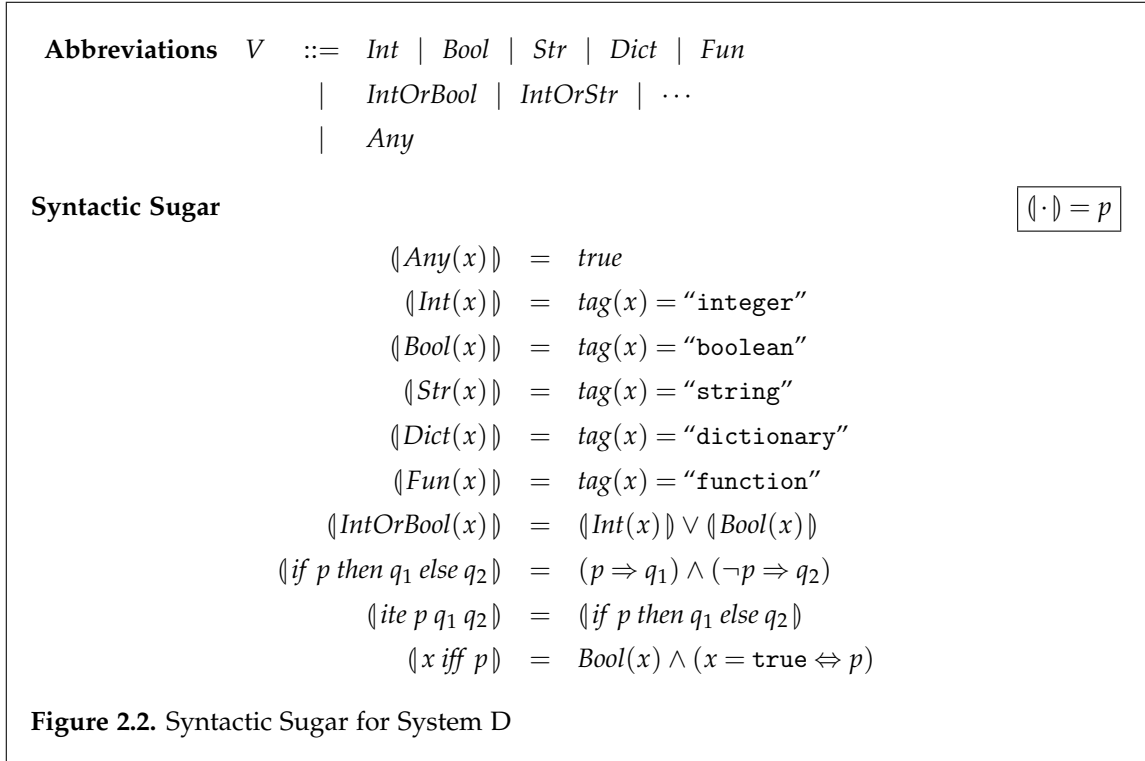 Abbreviations V ::= Int | Bool | Str | Dict | Fun
| IntOrBool | IntOrStr | ···
| Any
Syntactic Sugar ⦇·⦈ = p
⦇Any(x)⦈ = true
⦇Int(x)⦈ = tag(x) = “integer”
⦇Bool(x)⦈ = tag(x) = “boolean”
⦇Str(x)⦈ = tag(x) = “string”
⦇Dict(x)⦈ = tag(x) = “dictionary”
⦇Fun(x)⦈ = tag(x) = “function”
⦇IntOrBool(x)⦈ = ⦇Int(x)⦈ ∨ ⦇Bool(x)⦈
⦇if p then q₁ else q₂⦈ = (p ⇒ q₁) ∧ (¬p ⇒ q₂)
⦇ite p q₁ q₂⦈ = ⦇if p then q₁ else q₂⦈
⦇x iff p⦈ = Bool(x) ∧ (x = true ⇔ p)
Figure 2.2. Syntactic Sugar for System D